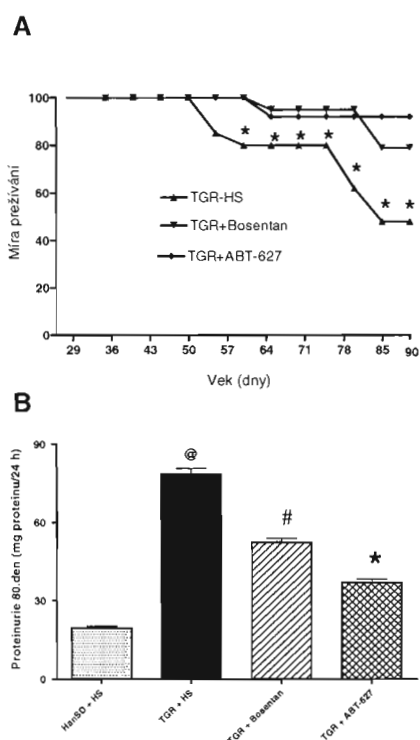 A
Míra prežívání
100
80
60
40
20
0
* * * * * * *
TGR-HS
TGR+Bosentan
TGR+ABT-627
29 36 43 50 57 64 71 78 85 90
Vek (dny)
B
Proteinurie 80.den (mg proteinu/24 h)
90
60
30
0
@
#
*
HanSD + HS
TGR + HS
TGR + Bosentan
TGR + ABT-627